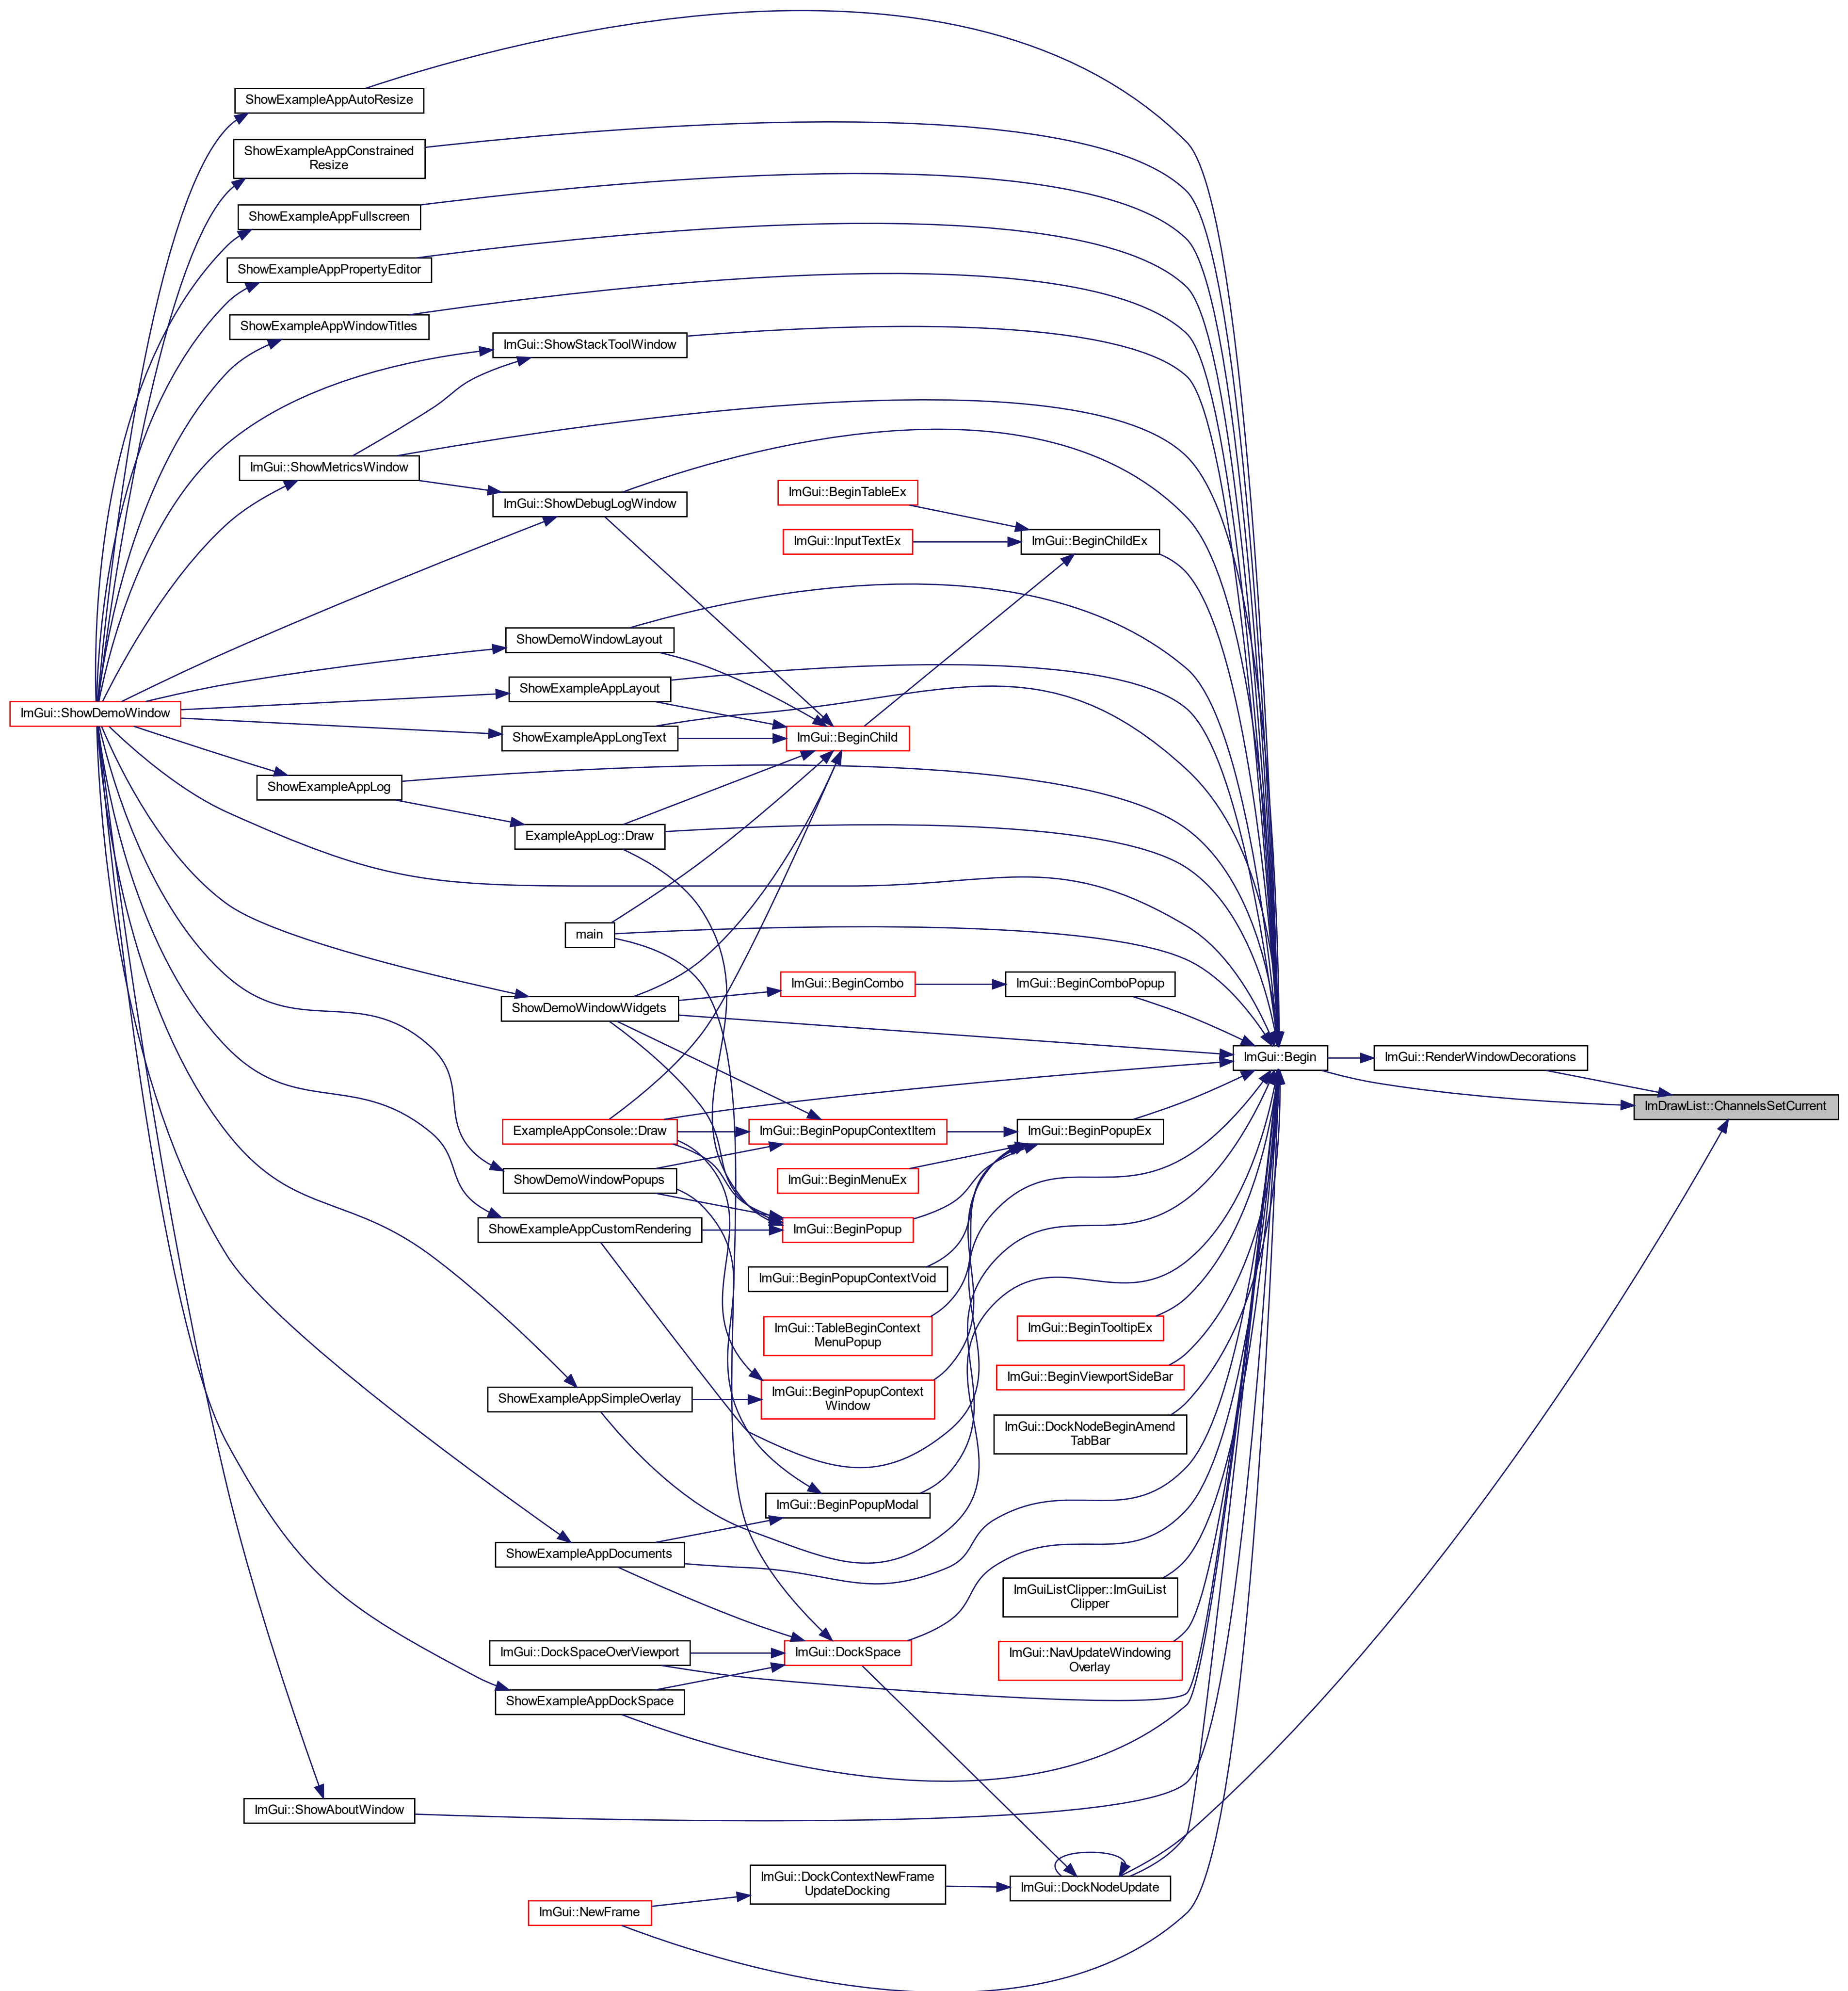 ShowExampleAppAutoResize
ShowExampleAppConstrained
Resize
ShowExampleAppFullscreen
ShowExampleAppPropertyEditor
ShowExampleAppWindowTitles
ImGui::ShowStackToolWindow
ImGui::ShowMetricsWindow
ImGui::ShowDebugLogWindow
ImGui::BeginTableEx
ImGui::InputTextEx
ImGui::BeginChildEx
ShowDemoWindowLayout
ShowExampleAppLayout
ImGui::ShowDemoWindow
ShowExampleAppLongText
ImGui::BeginChild
ShowExampleAppLog
ExampleAppLog::Draw
main
ImGui::BeginCombo
ImGui::BeginComboPopup
ShowDemoWindowWidgets
ImGui::Begin
ImGui::RenderWindowDecorations
ImDrawList::ChannelsSetCurrent
ExampleAppConsole::Draw
ImGui::BeginPopupContextItem
ImGui::BeginPopupEx
ShowDemoWindowPopups
ImGui::BeginMenuEx
ShowExampleAppCustomRendering
ImGui::BeginPopup
ImGui::BeginPopupContextVoid
ImGui::TableBeginContext
MenuPopup
ImGui::BeginTooltipEx
ImGui::BeginViewportSideBar
ShowExampleAppSimpleOverlay
ImGui::BeginPopupContext
Window
ImGui::DockNodeBeginAmend
TabBar
ImGui::BeginPopupModal
ShowExampleAppDocuments
ImGuiListClipper::ImGuiList
Clipper
ImGui::DockSpaceOverViewport
ImGui::DockSpace
ImGui::NavUpdateWindowing
Overlay
ShowExampleAppDockSpace
ImGui::ShowAboutWindow
ImGui::DockContextNewFrame
UpdateDocking
ImGui::DockNodeUpdate
ImGui::NewFrame